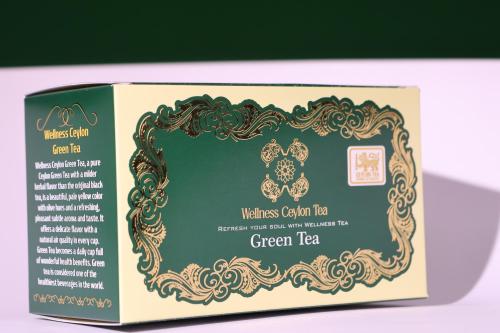 Wellness Ceylon
Green Tea
Wellness Ceylon Green Tea, a pure
Ceylon Green Tea with a milder
herbal flavor than the original black
tea, is a beautiful, pale yellow color
with olive hues and a refreshing,
pleasant subtle aroma and taste. It
offers a delicate flavor with a
natural air quality in every cup.
Green Tea becomes a daily cup full
of wonderful health benefits. Green
tea is considered one of the
healthiest beverages in the world.
Wellness Ceylon Tea
REFRESH YOUR SOUL WITH WELLNESS TEA
Green Tea
CEYLON TEA